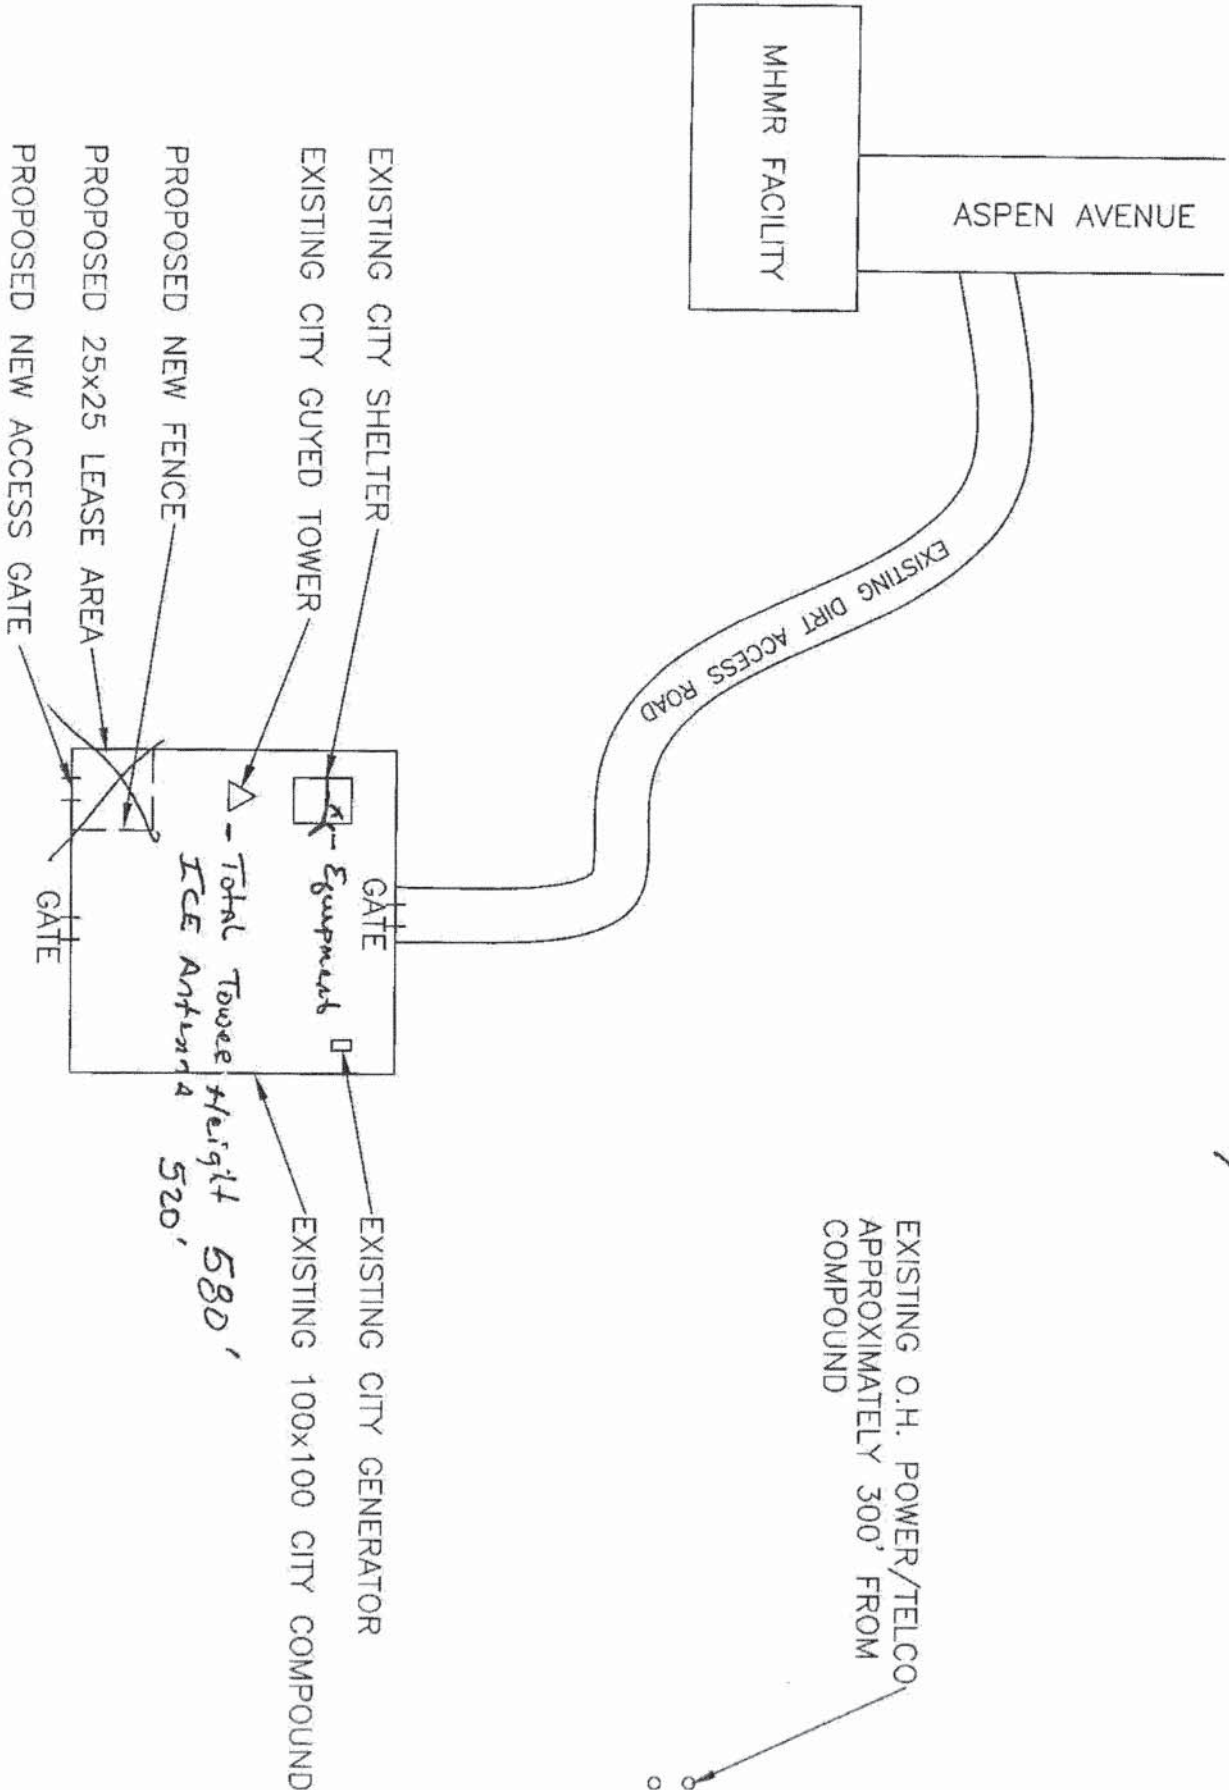 ASPEN AVENUE
MHMR FACILITY
EXISTING DIRT ACCESS ROAD
EXISTING O.H. POWER/TELCO
APPROXIMATELY 300' FROM
COMPOUND
EXISTING CITY SHELTER
EXISTING CITY GUYED TOWER
PROPOSED NEW FENCE
PROPOSED 25x25 LEASE AREA
PROPOSED NEW ACCESS GATE
GATE
x - Equipment
- Total Tower Height 580'
ICE Antenna 520'
GATE
EXISTING CITY GENERATOR
EXISTING 100x100 CITY COMPOUND